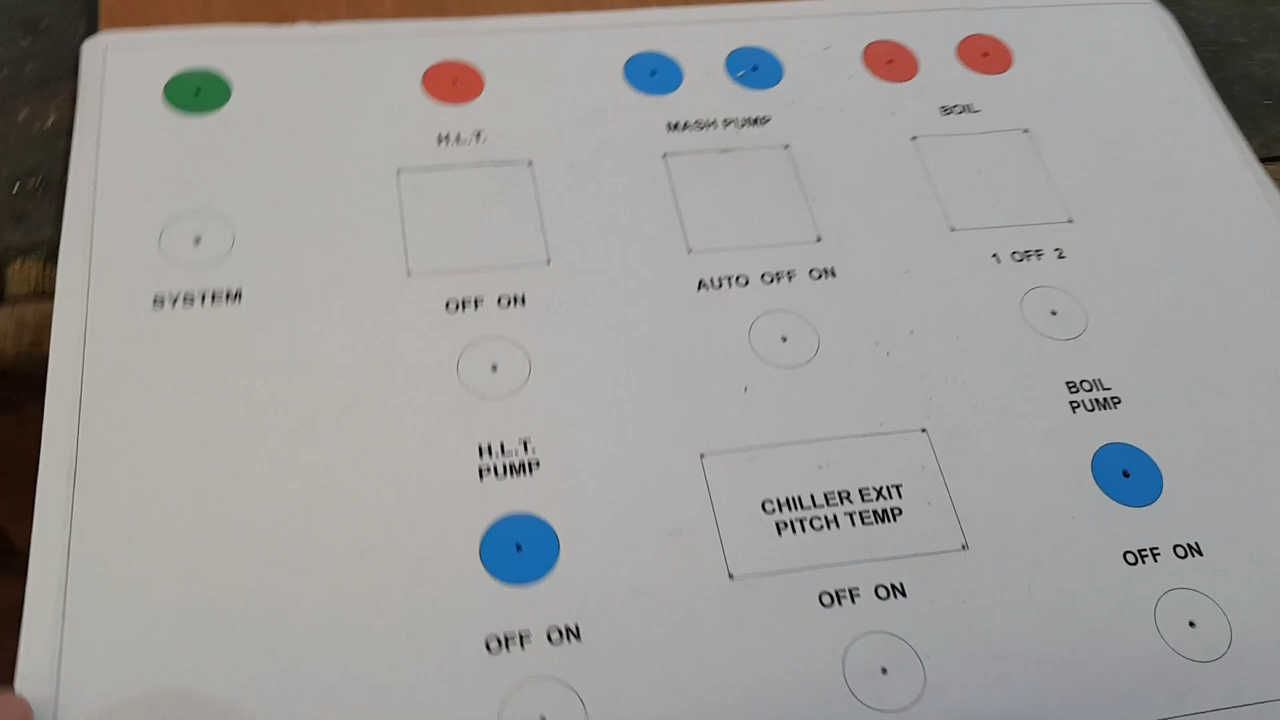 H.L.T.
MASH PUMP
BOIL
SYSTEM
OFF ON
AUTO OFF ON
1 OFF 2
H.L.T.
PUMP
BOIL
PUMP
CHILLER EXIT
PITCH TEMP
OFF ON
OFF ON
OFF ON